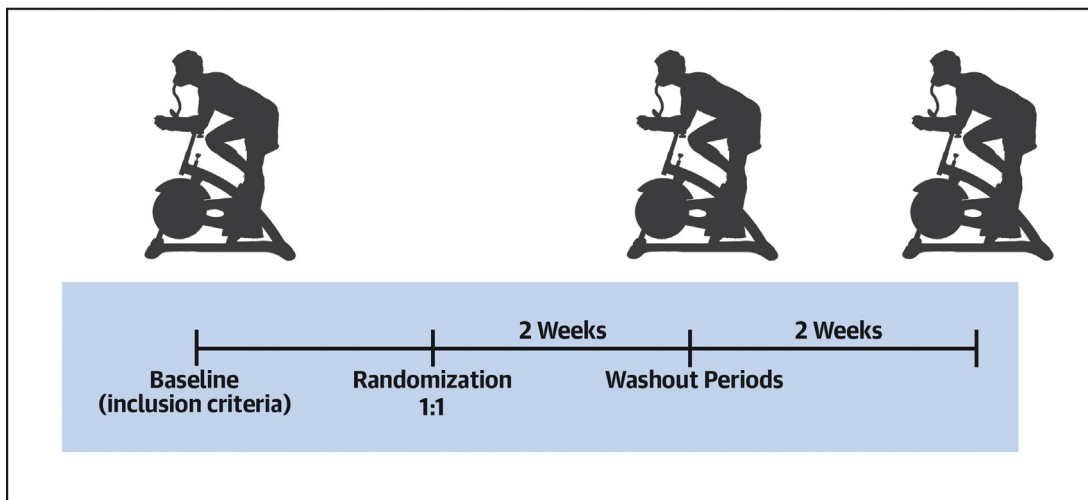 2 Weeks
2 Weeks
Baseline
(inclusion criteria)
Randomization
1:1
Washout Periods